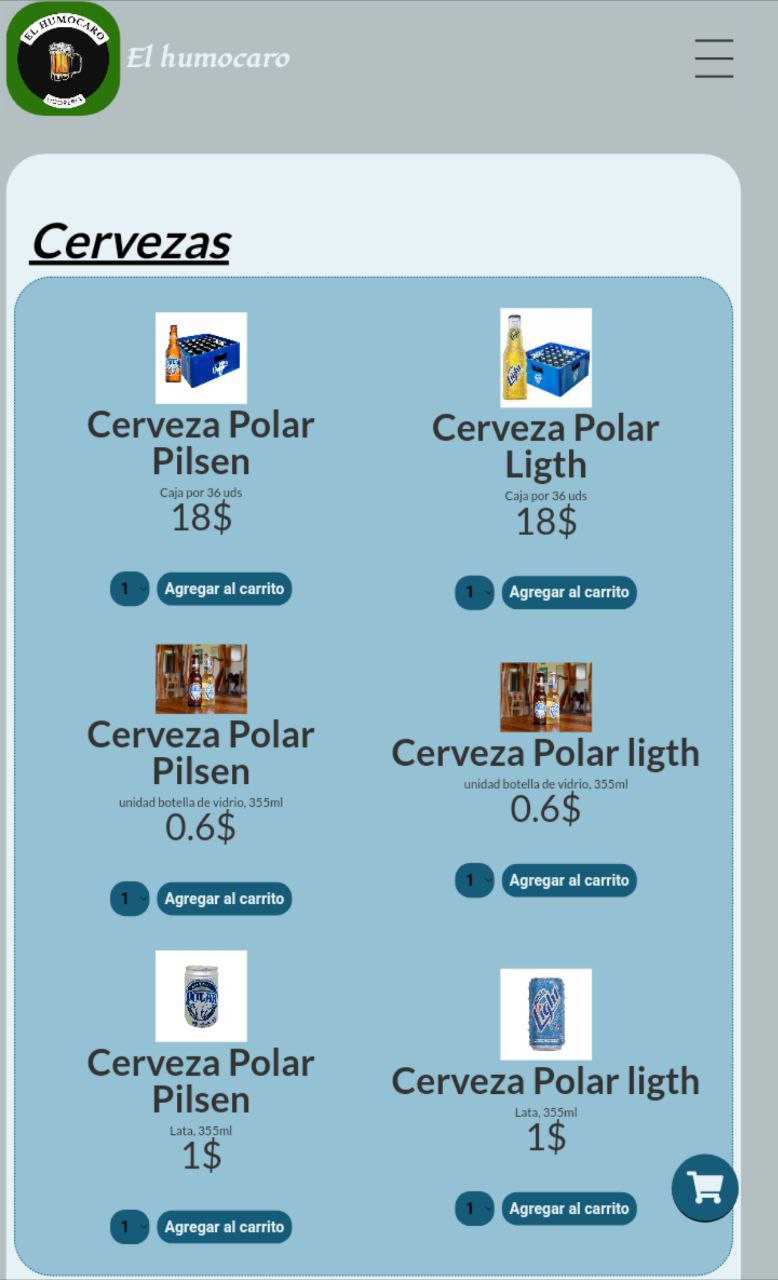 EL HUMOCARO
El humocaro
Cervezas
Cerveza Polar
Pilsen
Caja por 36 uds
18$
1 Agregar al carrito
Light
Cerveza Polar
Ligth
Caja por 36 uds
18$
1 Agregar al carrito
Cerveza Polar
Pilsen
unidad botella de vidrio, 355ml
0.6$
1 Agregar al carrito
Cerveza Polar ligth
unidad botella de vidrio, 355ml
0.6$
1 Agregar al carrito
POLAR
Cerveza Polar
Pilsen
Lata, 355ml
1$
1 Agregar al carrito
Light
Cerveza Polar ligth
Lata, 355ml
1$
1 Agregar al carrito